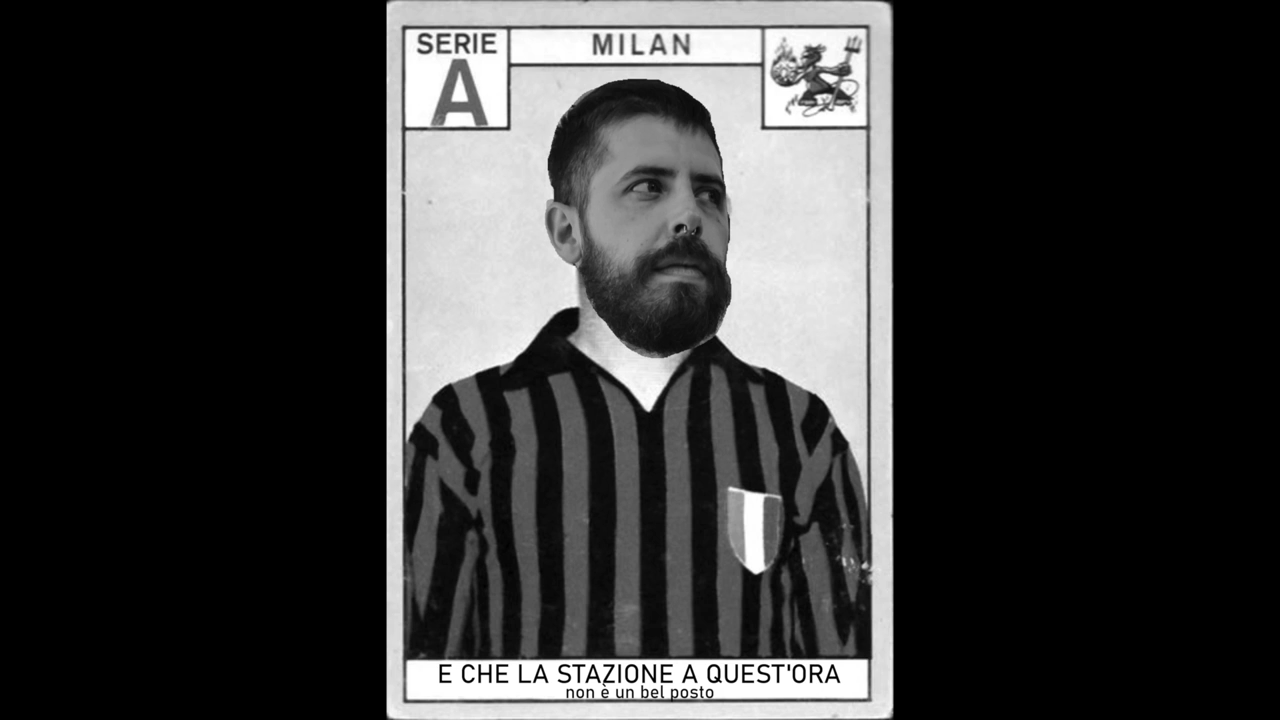 SERIE
A
MILAN
E CHE LA STAZIONE A QUEST'ORA
non è un bel posto